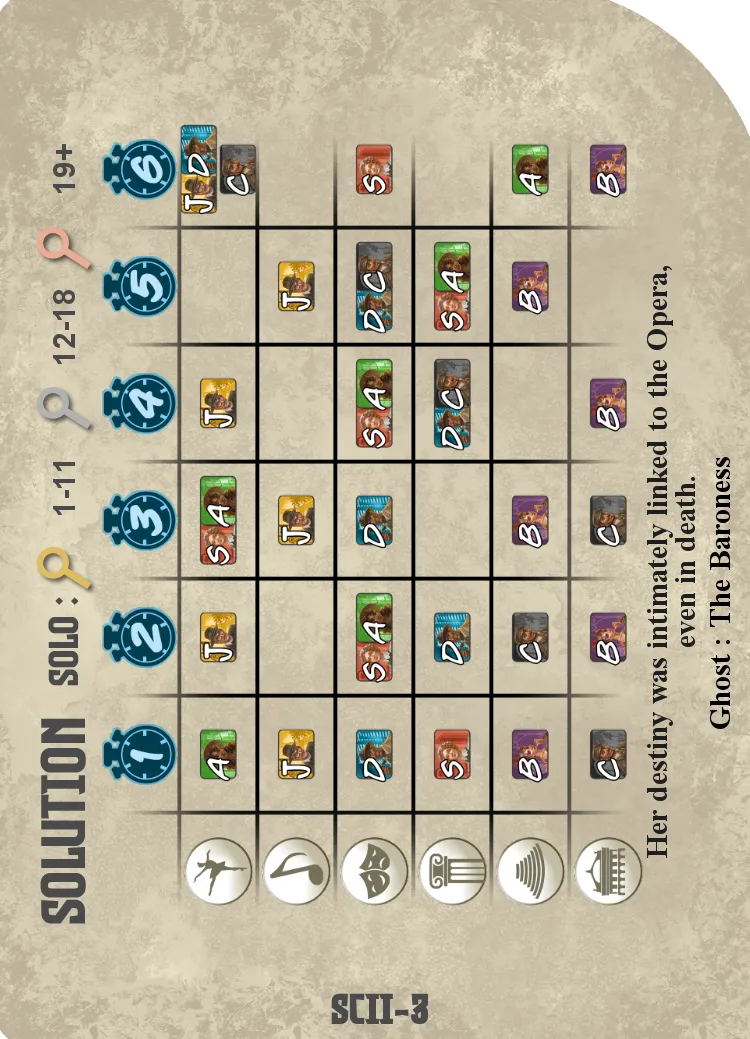 SOLUTION SOLO : 1-11 12-18 19+
1 2 3 4 5 6
A J S A J J D
C
J J J
D S A D S A D C S
S D D C S A
B C B B A
C B C B B
Her destiny was intimately linked to the Opera,
even in death.
Ghost : The Baroness
SCII-3